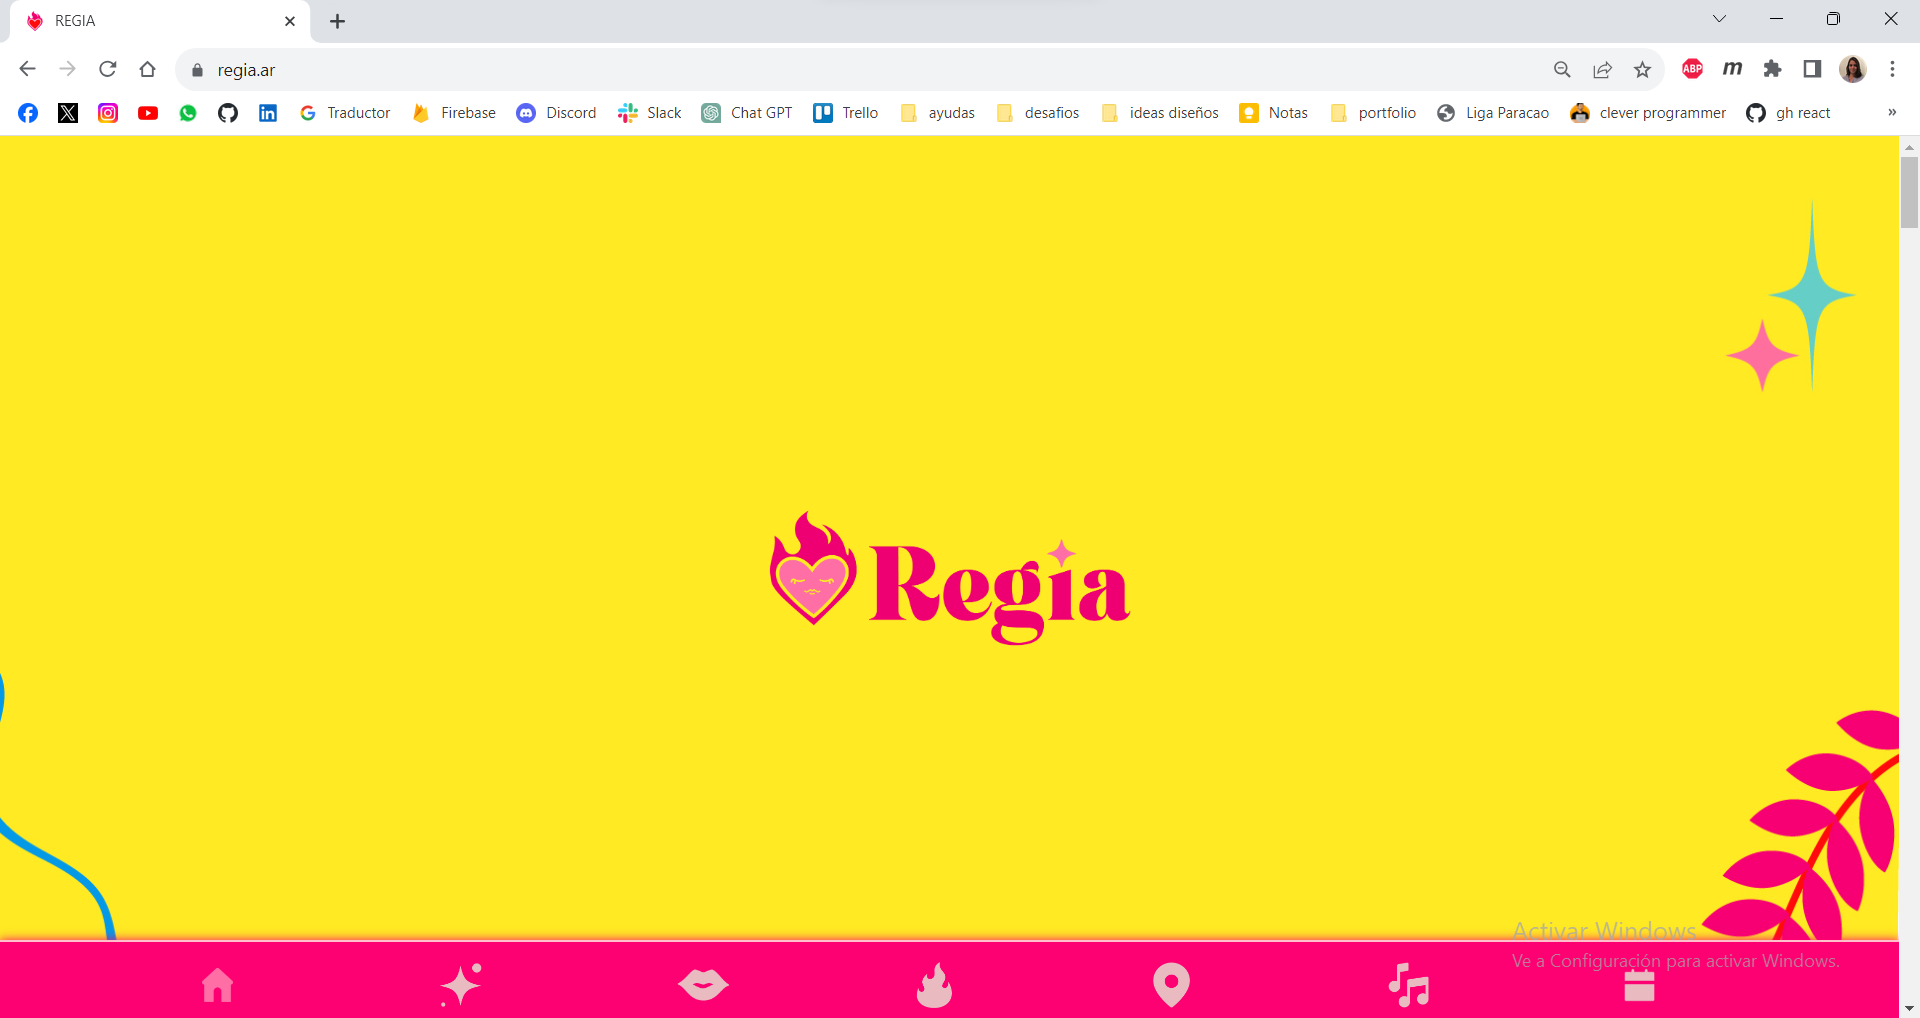 REGIA
regia.ar
ABP
m
Traductor
Firebase
Discord
Slack
Chat GPT
Trello
ayudas
desafios
ideas diseños
Notas
portfolio
Liga Paracao
clever programmer
gh react
»
Regia
Activar Windows
Ve a Configuración para activar Windows.